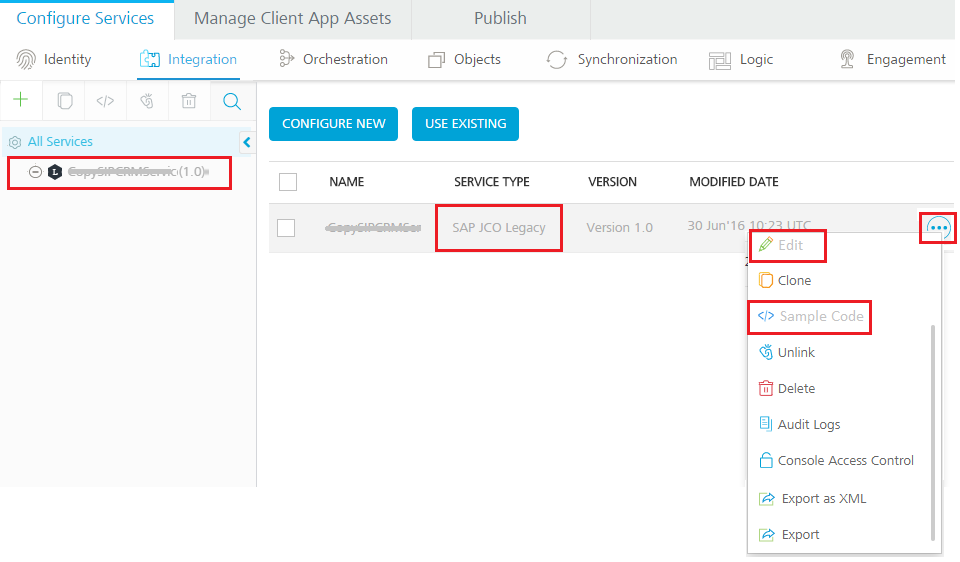 Configure Services Manage Client App Assets Publish
Identity Integration Orchestration Objects Synchronization Logic Engagement
All Services
CopySIPCRMServic(1.0)
CONFIGURE NEW USE EXISTING
NAME SERVICE TYPE VERSION MODIFIED DATE
CopySIPCRMSer SAP JCO Legacy Version 1.0 30 Jun'16 10:23 UTC
Edit
Clone
Sample Code
Unlink
Delete
Audit Logs
Console Access Control
Export as XML
Export